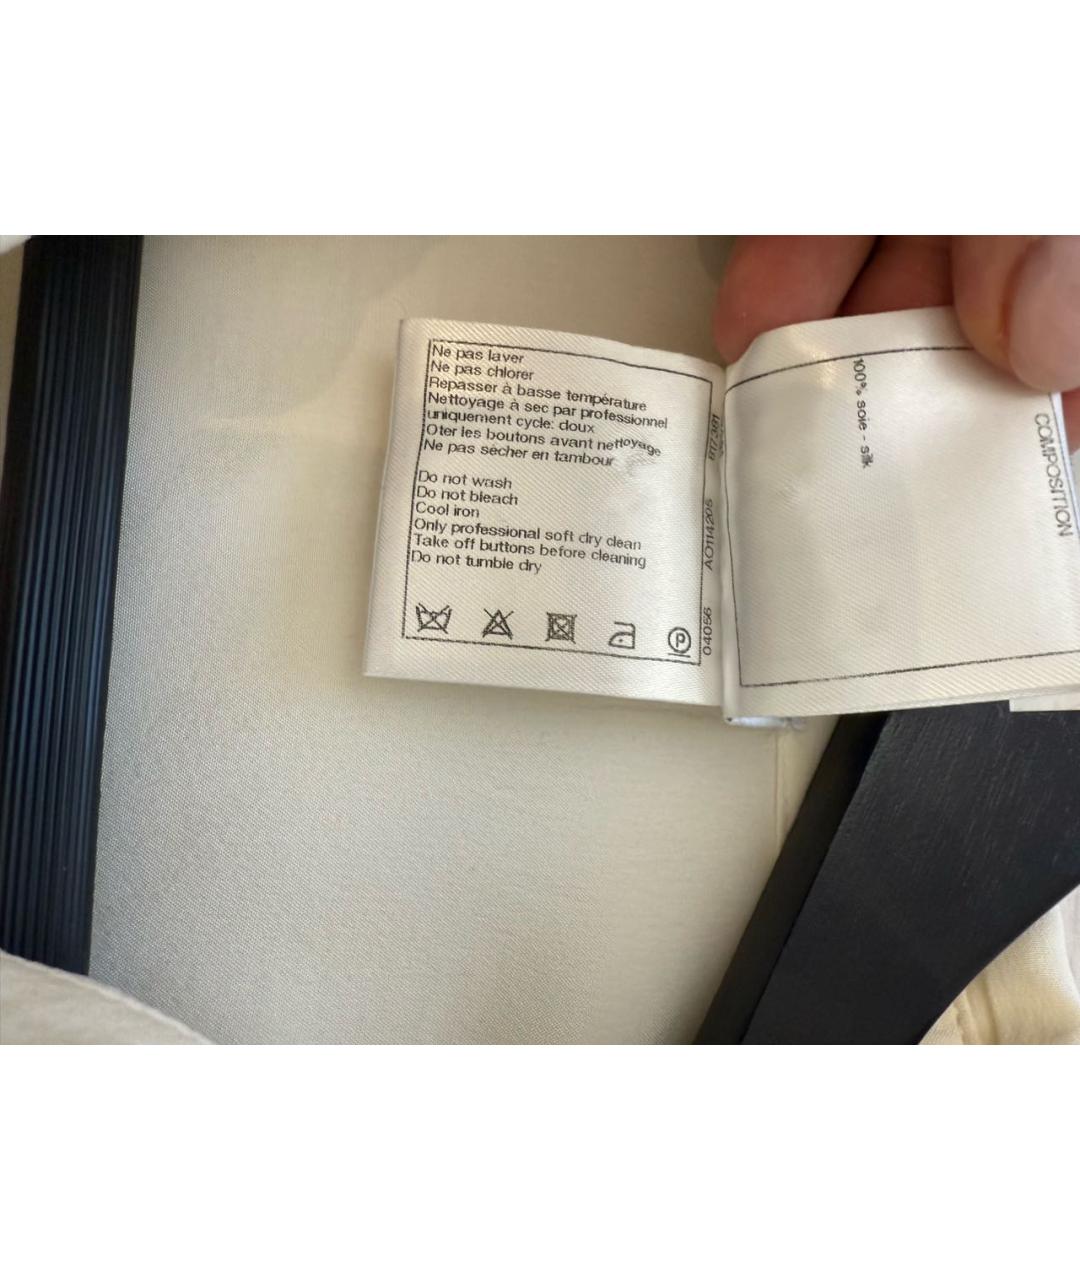 Ne pas laver
Ne pas chlorer
Repasser à basse température
Nettoyage à sec par professionnel
uniquement cycle: doux
Oter les boutons avant nettoyage
Ne pas sècher en tambour
Do not wash
Do not bleach
Cool iron
Only professional soft dry clean
Take off buttons before cleaning
Do not tumble dry
P
04056 AO114205
COMPOSITION
100% soie - silk